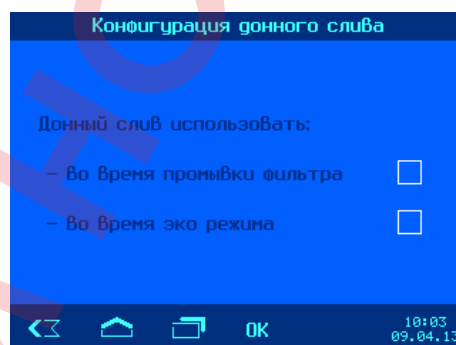 Конфигурация донного слива
Донный слив использовать:
- Во время промывки фильтра
- Во время эко режима
OK
10:03
09.04.13